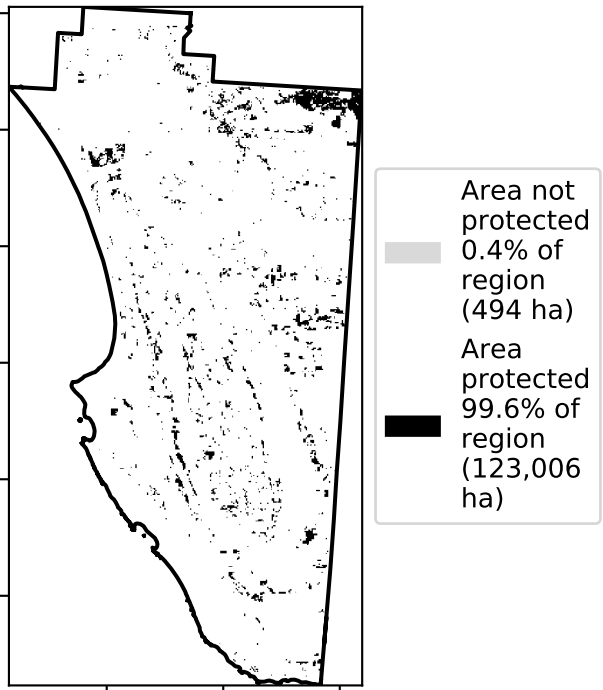 Area not
protected
0.4% of
region
(494 ha)
Area
protected
99.6% of
region
(123,006
ha)